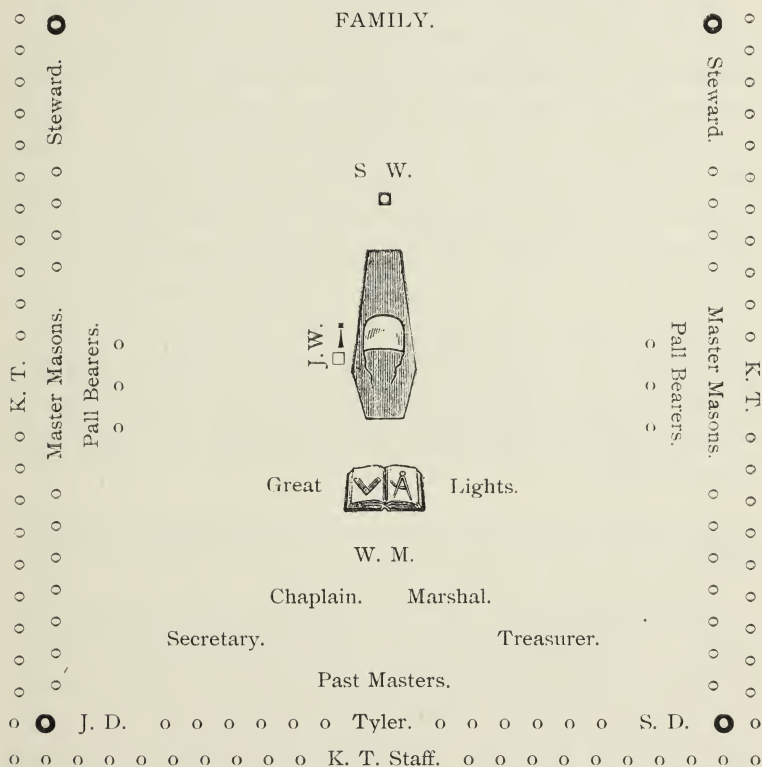 FAMILY.
Steward.
Steward.
S W.
J. W.
K. T.
Master Masons.
Pall Bearers.
Pall Bearers.
Master Masons.
K. T.
Great Lights.
W. M.
Chaplain. Marshal.
Secretary. Treasurer.
Past Masters.
J. D. Tyler. S. D.
K. T. Staff.